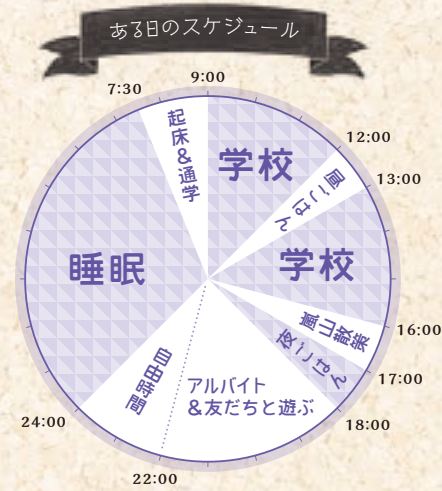 ある日のスケジュール
9:00
学校
12:00
昼ごはん
13:00
学校
16:00
嵐山散策
17:00
夜ごはん
18:00
アルバイト
&友だちと遊ぶ
22:00
自由時間
24:00
睡眠
7:30
起床&通学